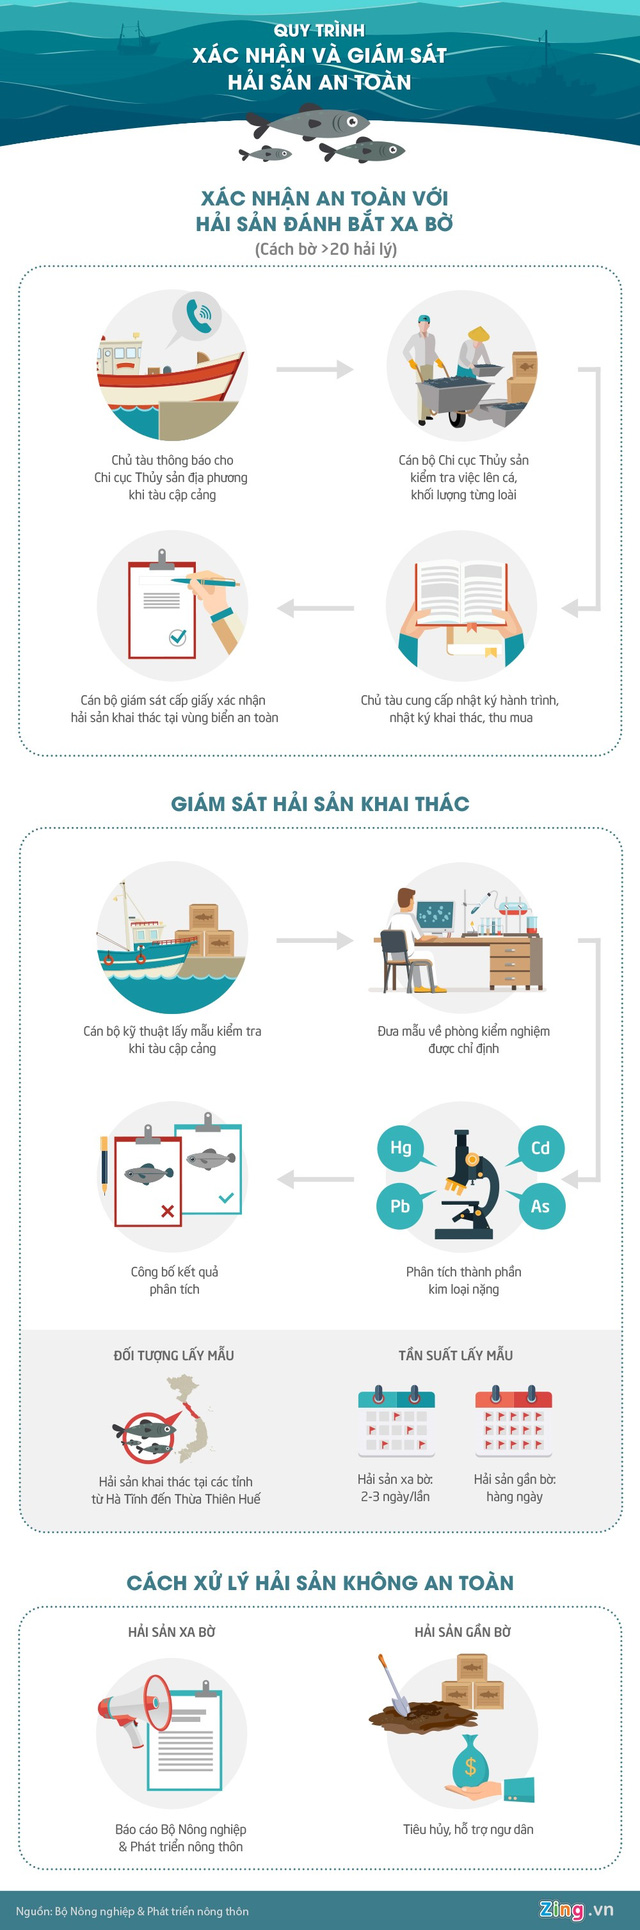 QUY TRÌNH
XÁC NHẬN VÀ GIÁM SÁT
HẢI SẢN AN TOÀN
XÁC NHẬN AN TOÀN VỚI
HẢI SẢN ĐÁNH BẮT XA BỜ
(Cách bờ >20 hải lý)
Chủ tàu thông báo cho
Chi cục Thủy sản địa phương
khi tàu cập cảng
Cán bộ Chi cục Thủy sản
kiểm tra việc lên cá,
khối lượng từng loài
Chủ tàu cung cấp nhật ký hành trình,
nhật ký khai thác, thu mua
Cán bộ giám sát cấp giấy xác nhận
hải sản khai thác tại vùng biển an toàn
GIÁM SÁT HẢI SẢN KHAI THÁC
Cán bộ kỹ thuật lấy mẫu kiểm tra
khi tàu cập cảng
Đưa mẫu về phòng kiểm nghiệm
được chỉ định
Hg
Cd
Pb
As
Phân tích thành phần
kim loại nặng
Công bố kết quả
phân tích
ĐỐI TƯỢNG LẤY MẪU
Hải sản khai thác tại các tỉnh
từ Hà Tĩnh đến Thừa Thiên Huế
TẦN SUẤT LẤY MẪU
Hải sản xa bờ:
2-3 ngày/lần
Hải sản gần bờ:
hàng ngày
CÁCH XỬ LÝ HẢI SẢN KHÔNG AN TOÀN
HẢI SẢN XA BỜ
Báo cáo Bộ Nông nghiệp
& Phát triển nông thôn
HẢI SẢN GẦN BỜ
$
Tiêu hủy, hỗ trợ ngư dân
Nguồn: Bộ Nông nghiệp & Phát triển nông thôn
Zing.vn